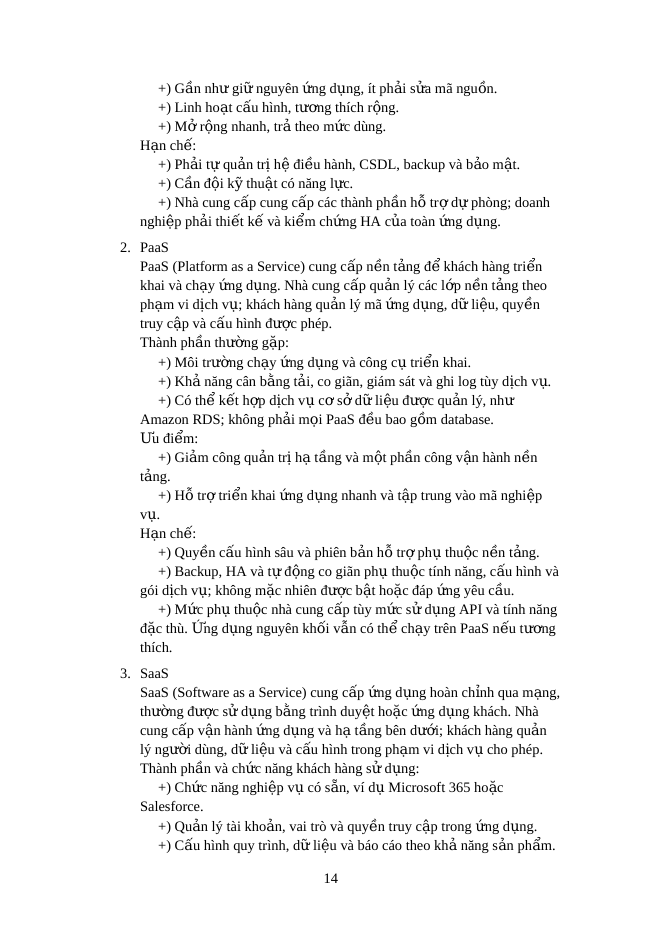 +) Gần như giữ nguyên ứng dụng, ít phải sửa mã nguồn.
+) Linh hoạt cấu hình, tương thích rộng.
+) Mở rộng nhanh, trả theo mức dùng.
Hạn chế:
+) Phải tự quản trị hệ điều hành, CSDL, backup và bảo mật.
+) Cần đội kỹ thuật có năng lực.
+) Nhà cung cấp cung cấp các thành phần hỗ trợ dự phòng; doanh
nghiệp phải thiết kế và kiểm chứng HA của toàn ứng dụng.
2. PaaS
PaaS (Platform as a Service) cung cấp nền tảng để khách hàng triển
khai và chạy ứng dụng. Nhà cung cấp quản lý các lớp nền tảng theo
phạm vi dịch vụ; khách hàng quản lý mã ứng dụng, dữ liệu, quyền
truy cập và cấu hình được phép.
Thành phần thường gặp:
+) Môi trường chạy ứng dụng và công cụ triển khai.
+) Khả năng cân bằng tải, co giãn, giám sát và ghi log tùy dịch vụ.
+) Có thể kết hợp dịch vụ cơ sở dữ liệu được quản lý, như
Amazon RDS; không phải mọi PaaS đều bao gồm database.
Ưu điểm:
+) Giảm công quản trị hạ tầng và một phần công vận hành nền
tảng.
+) Hỗ trợ triển khai ứng dụng nhanh và tập trung vào mã nghiệp
vụ.
Hạn chế:
+) Quyền cấu hình sâu và phiên bản hỗ trợ phụ thuộc nền tảng.
+) Backup, HA và tự động co giãn phụ thuộc tính năng, cấu hình và
gói dịch vụ; không mặc nhiên được bật hoặc đáp ứng yêu cầu.
+) Mức phụ thuộc nhà cung cấp tùy mức sử dụng API và tính năng
đặc thù. Ứng dụng nguyên khối vẫn có thể chạy trên PaaS nếu tương
thích.
3. SaaS
SaaS (Software as a Service) cung cấp ứng dụng hoàn chỉnh qua mạng,
thường được sử dụng bằng trình duyệt hoặc ứng dụng khách. Nhà
cung cấp vận hành ứng dụng và hạ tầng bên dưới; khách hàng quản
lý người dùng, dữ liệu và cấu hình trong phạm vi dịch vụ cho phép.
Thành phần và chức năng khách hàng sử dụng:
+) Chức năng nghiệp vụ có sẵn, ví dụ Microsoft 365 hoặc
Salesforce.
+) Quản lý tài khoản, vai trò và quyền truy cập trong ứng dụng.
+) Cấu hình quy trình, dữ liệu và báo cáo theo khả năng sản phẩm.
14